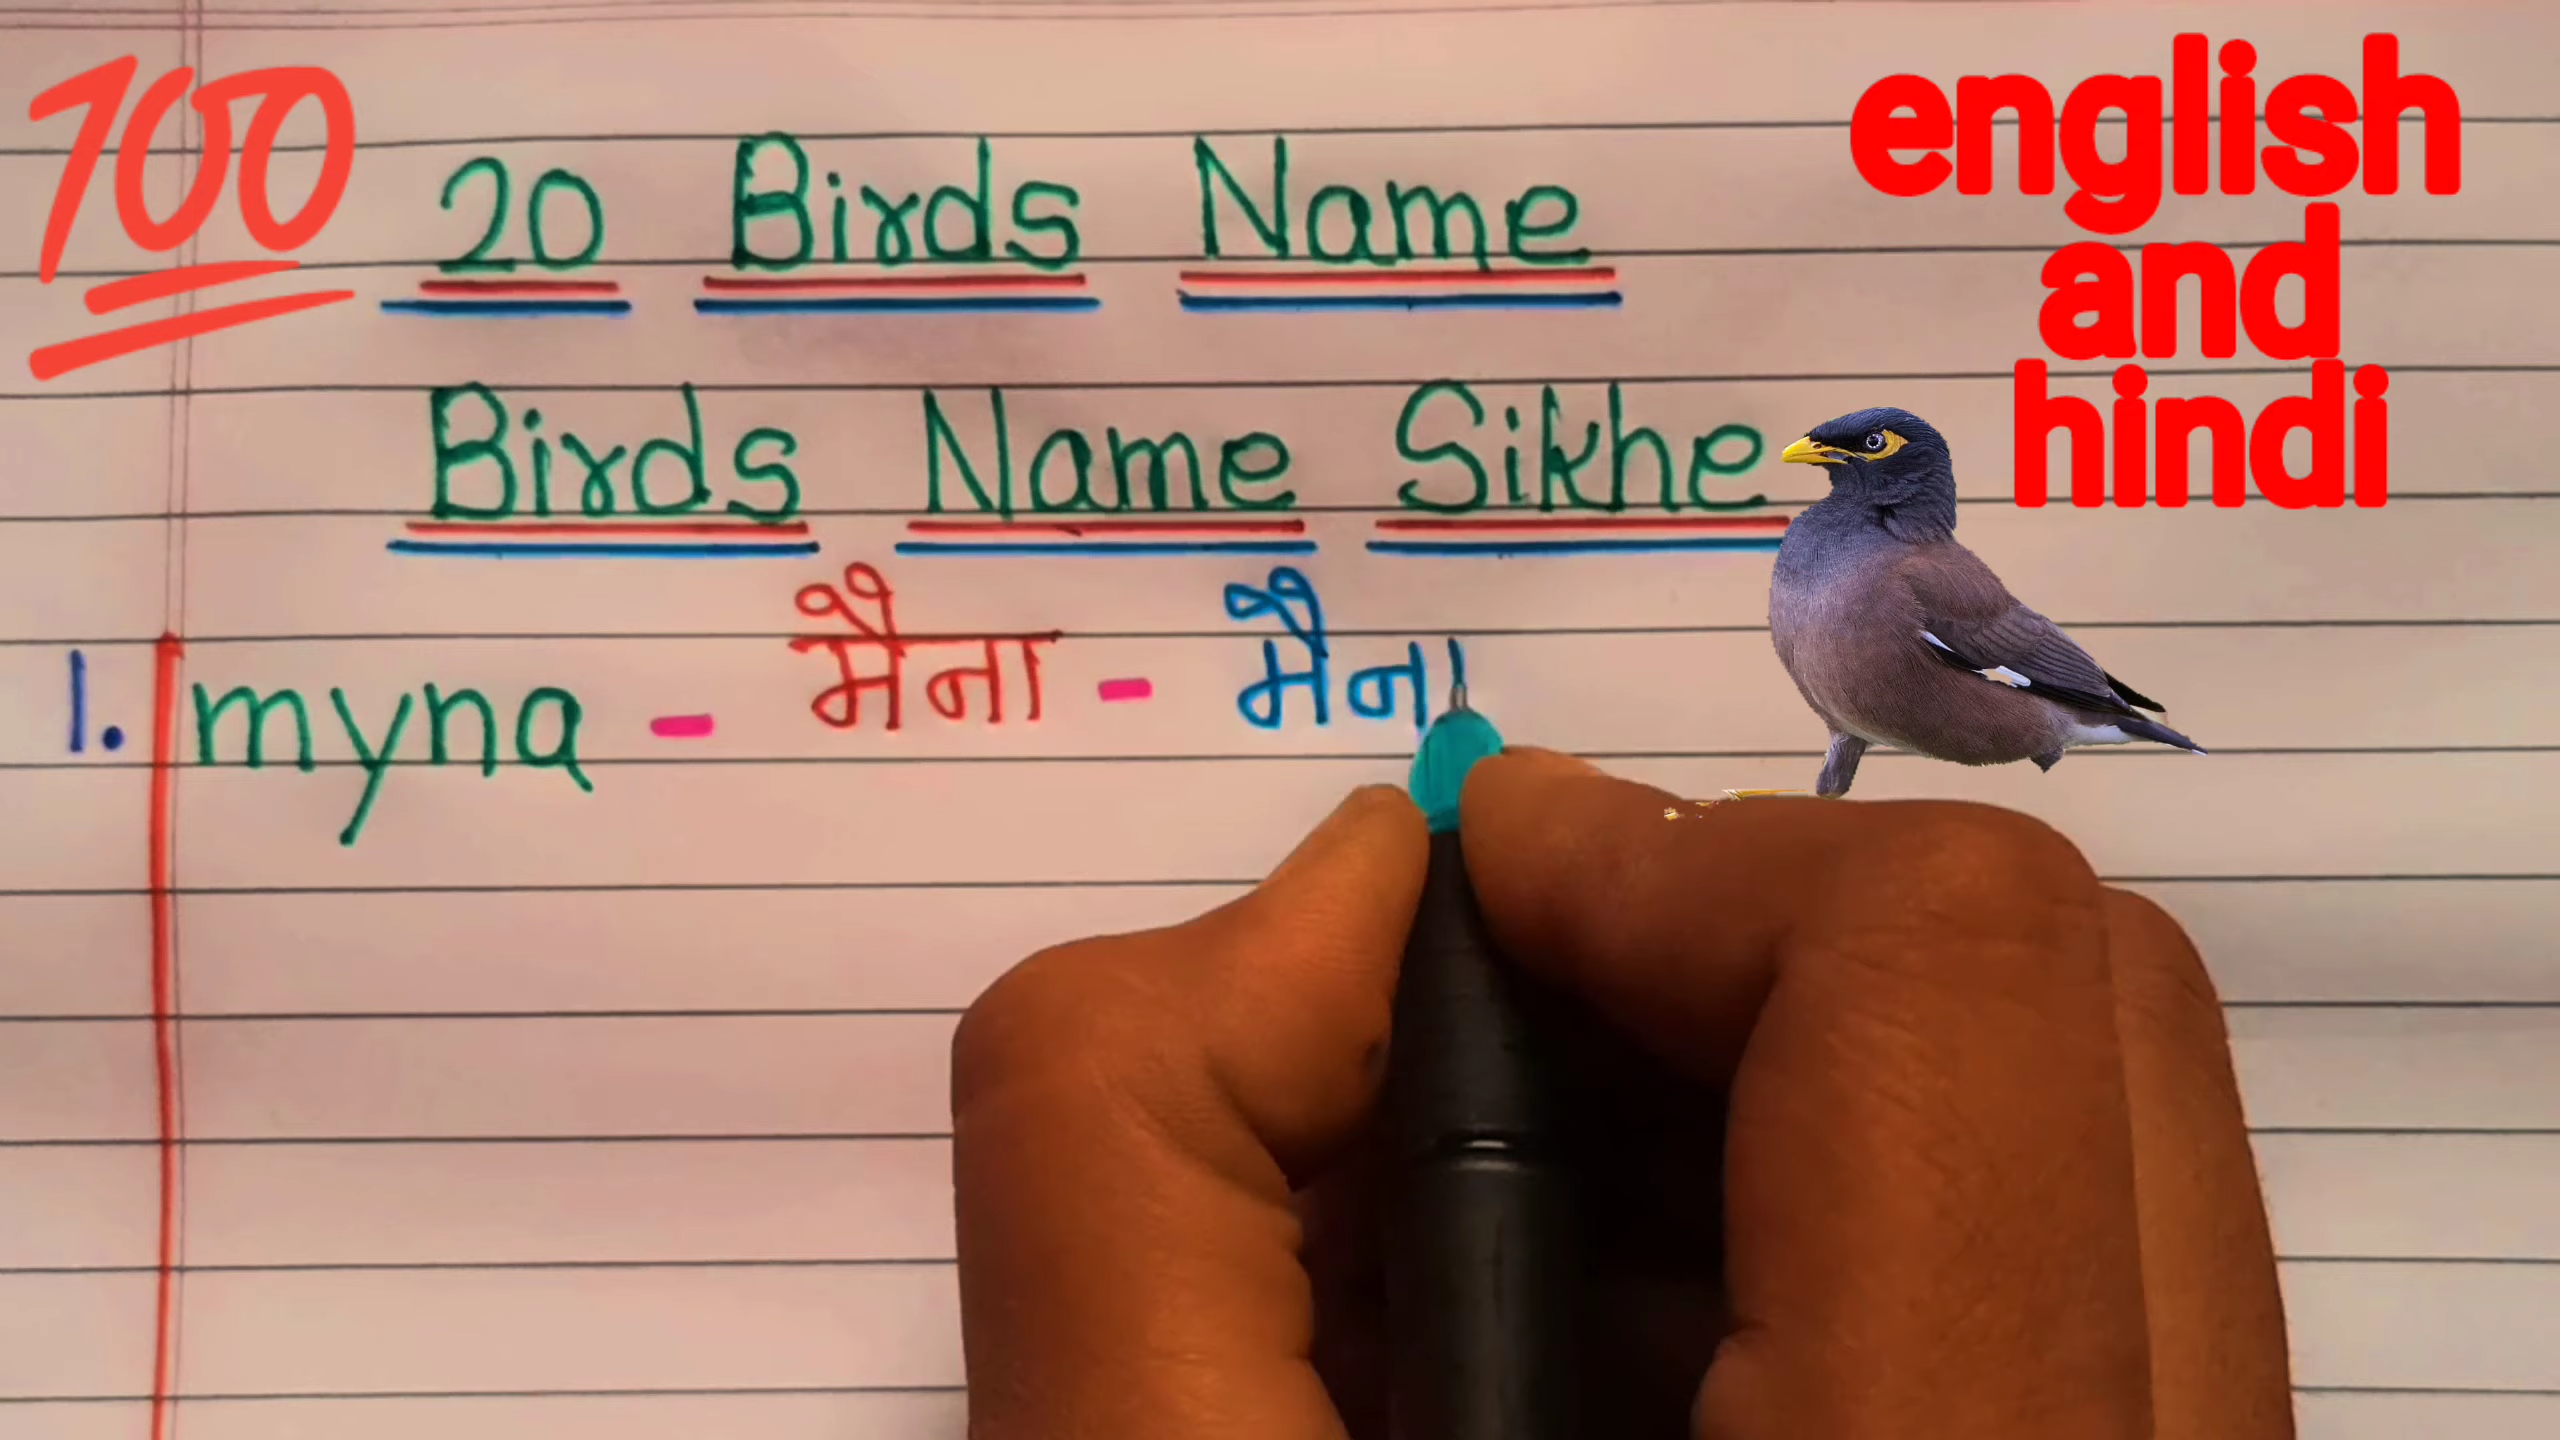 100
20 Birds Name
english
and
hindi
Birds Name Sikhe
1. myna - मैना - मैना